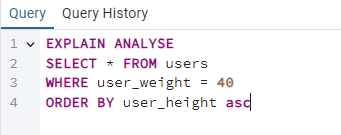 Query Query History
1 EXPLAIN ANALYSE
2 SELECT * FROM users
3 WHERE user_weight = 40
4 ORDER BY user_height asc